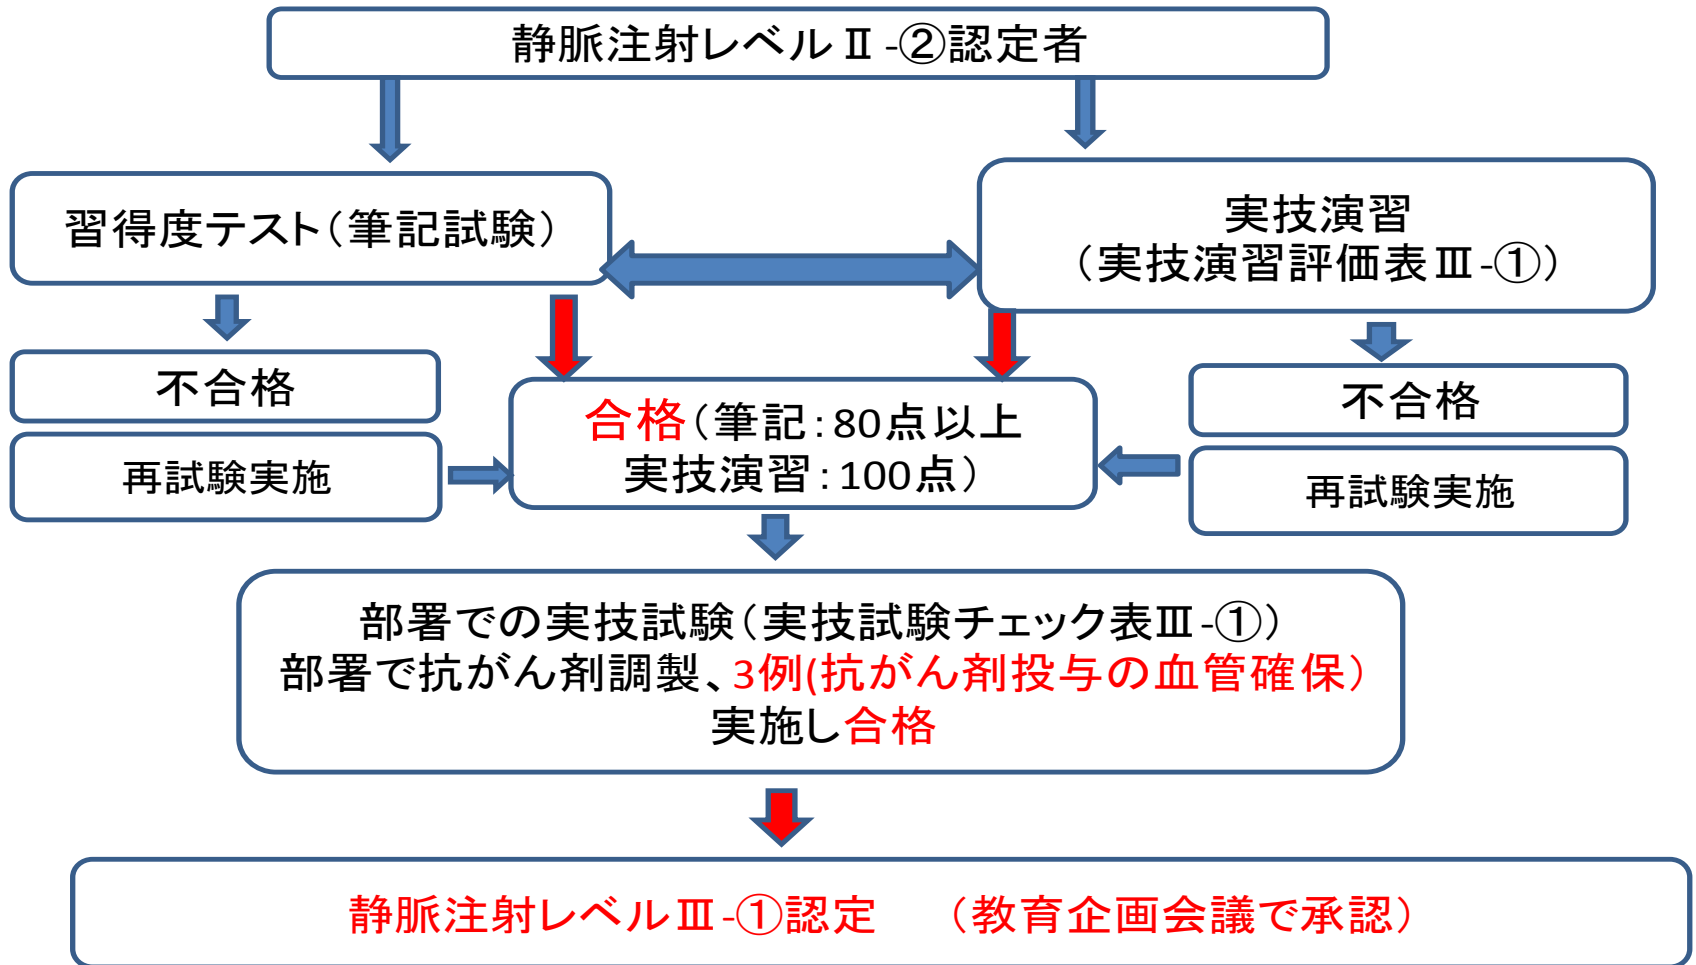 静脈注射レベルⅡ-②認定者
習得度テスト（筆記試験）
実技演習
（実技演習評価表Ⅲ-①）
不合格
再試験実施
合格（筆記：80点以上
実技演習：100点）
不合格
再試験実施
部署での実技試験（実技試験チェック表Ⅲ-①）
部署で抗がん剤調製、3例(抗がん剤投与の血管確保）
実施し合格
静脈注射レベルⅢ-①認定　（教育企画会議で承認）